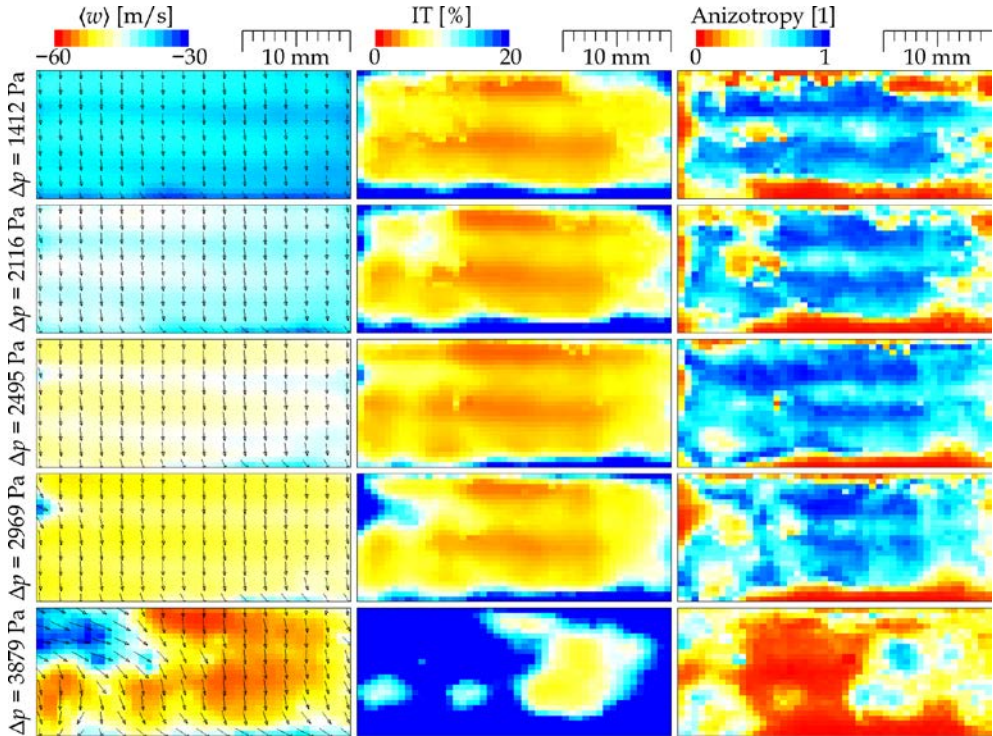 ⟨w⟩ [m/s]
−60
−30
10 mm
IT [%]
0
20
10 mm
Anizotropy [1]
0
1
10 mm
Δp = 1412 Pa
Δp = 2116 Pa
Δp = 2495 Pa
Δp = 2969 Pa
Δp = 3879 Pa